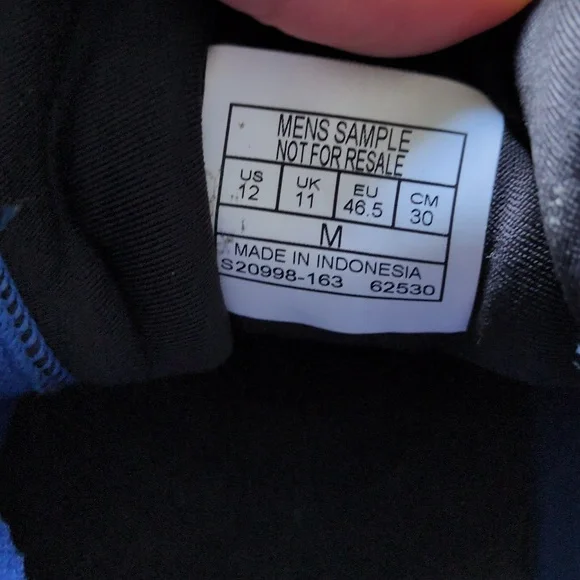 MENS SAMPLE
NOT FOR RESALE
US UK EU CM
12 11 46.5 30
M
MADE IN INDONESIA
S20998-163 62530